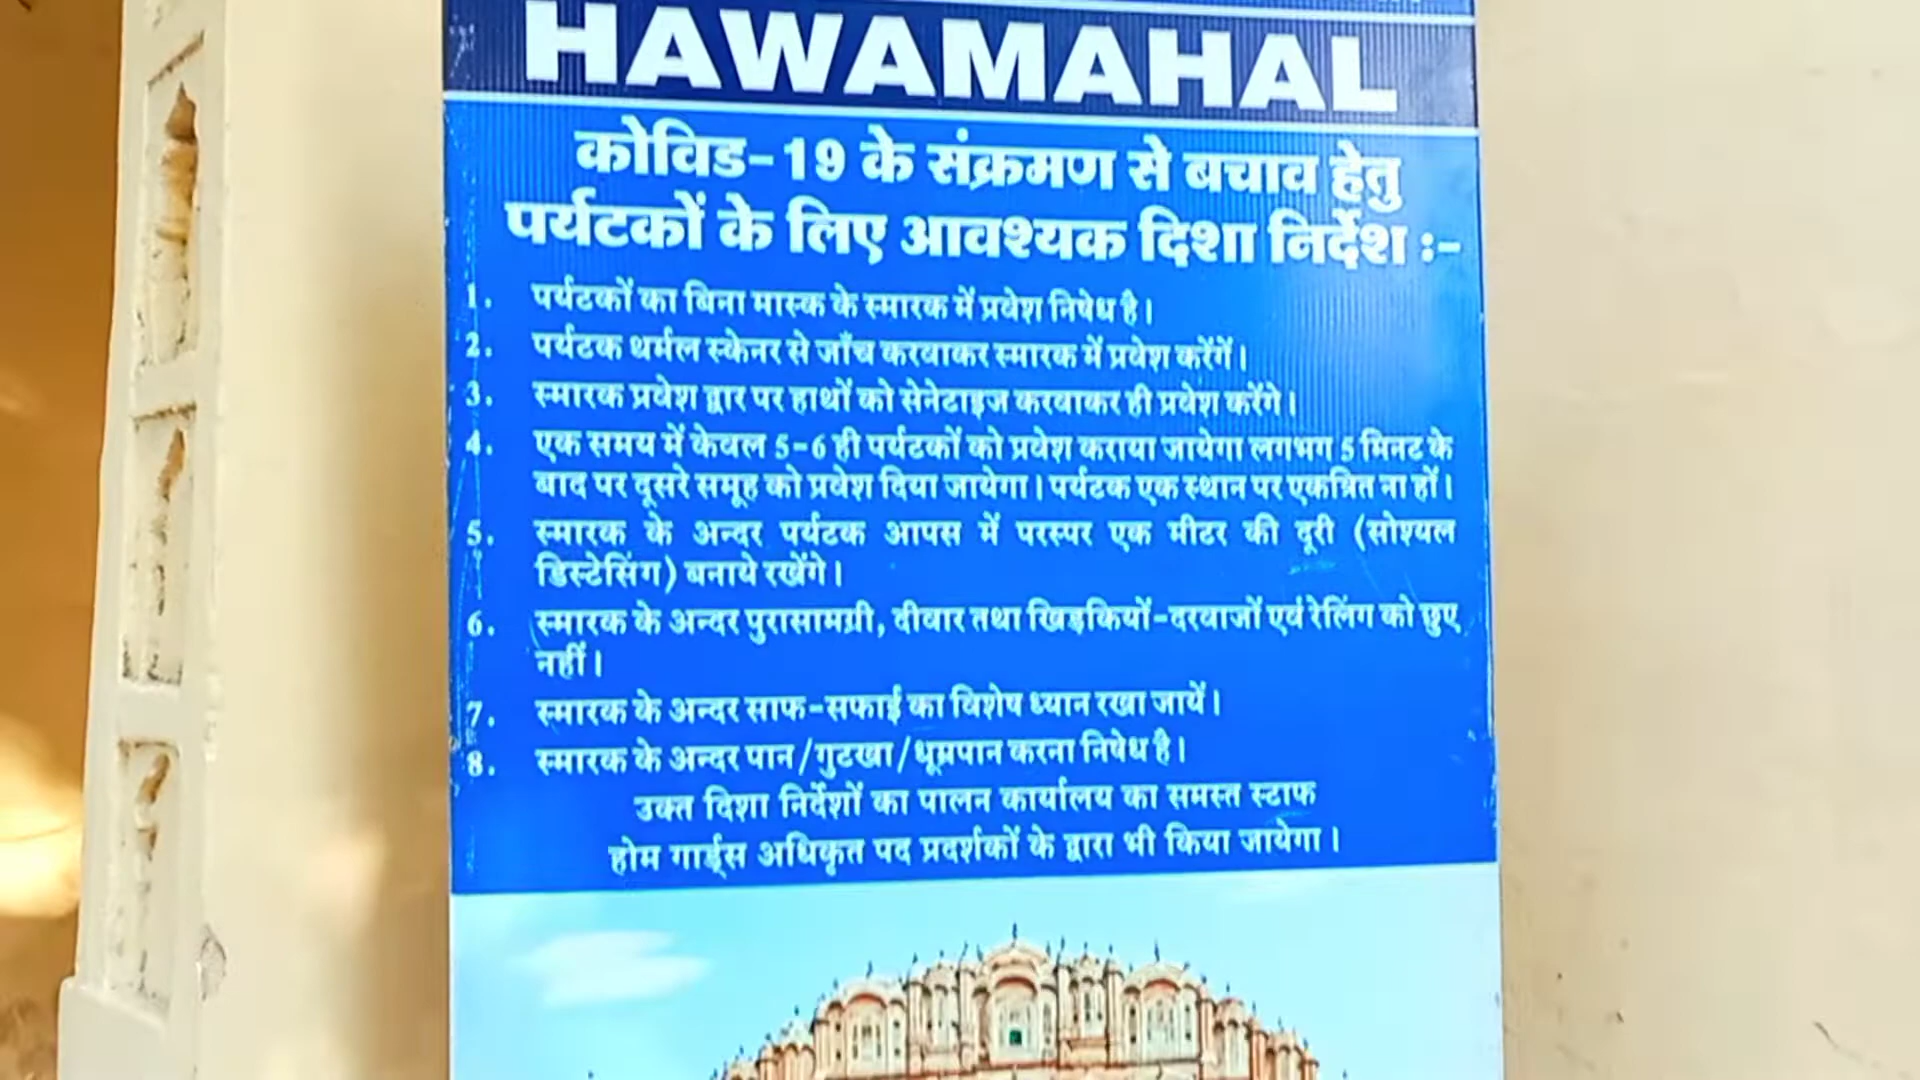 HAWAMAHAL
कोविड-19 के संक्रमण से बचाव हेतु
पर्यटकों के लिए आवश्यक दिशा निर्देश :-
1. पर्यटकों का बिना मास्क के स्मारक में प्रवेश निषेध है।
2. पर्यटक थर्मल स्केनर से जाँच करवाकर स्मारक में प्रवेश करेंगें।
3. स्मारक प्रवेश द्वार पर हाथों को सेनेटाइज करवाकर ही प्रवेश करेंगे।
4. एक समय में केवल 5-6 ही पर्यटकों को प्रवेश कराया जायेगा लगभग 5 मिनट के
बाद पर दूसरे समूह को प्रवेश दिया जायेगा। पर्यटक एक स्थान पर एकत्रित ना हों।
5. स्मारक के अन्दर पर्यटक आपस में परस्पर एक मीटर की दूरी (सोश्यल
डिस्टेसिंग) बनाये रखेंगे।
6. स्मारक के अन्दर पुरासामग्री, दीवार तथा खिड़कियों-दरवाजों एवं रेलिंग को छुए
नहीं।
7. स्मारक के अन्दर साफ-सफाई का विशेष ध्यान रखा जायें।
8. स्मारक के अन्दर पान/गुटखा/धूम्रपान करना निषेध है।
उक्त दिशा निर्देशों का पालन कार्यालय का समस्त स्टाफ
होम गार्ड्स अधिकृत पद प्रदर्शकों के द्वारा भी किया जायेगा।